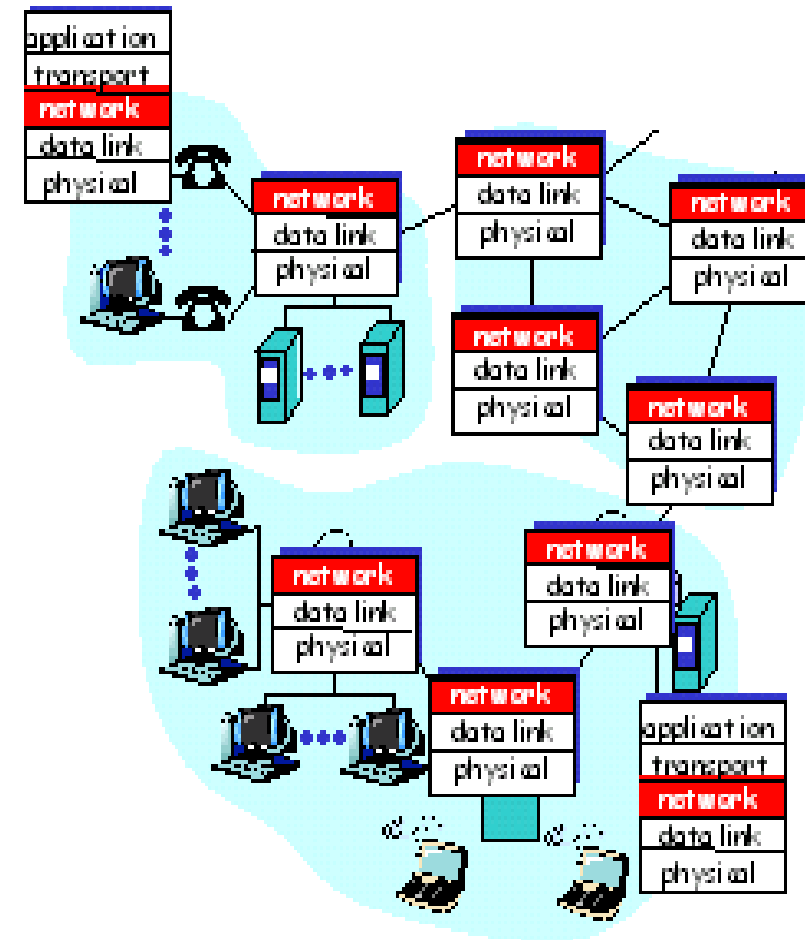 application
transport
network
data link
physical
network
data link
physical
network
data link
physical
network
data link
physical
network
data link
physical
network
data link
physical
network
data link
physical
network
data link
physical
network
data link
physical
application
transport
network
data link
physical